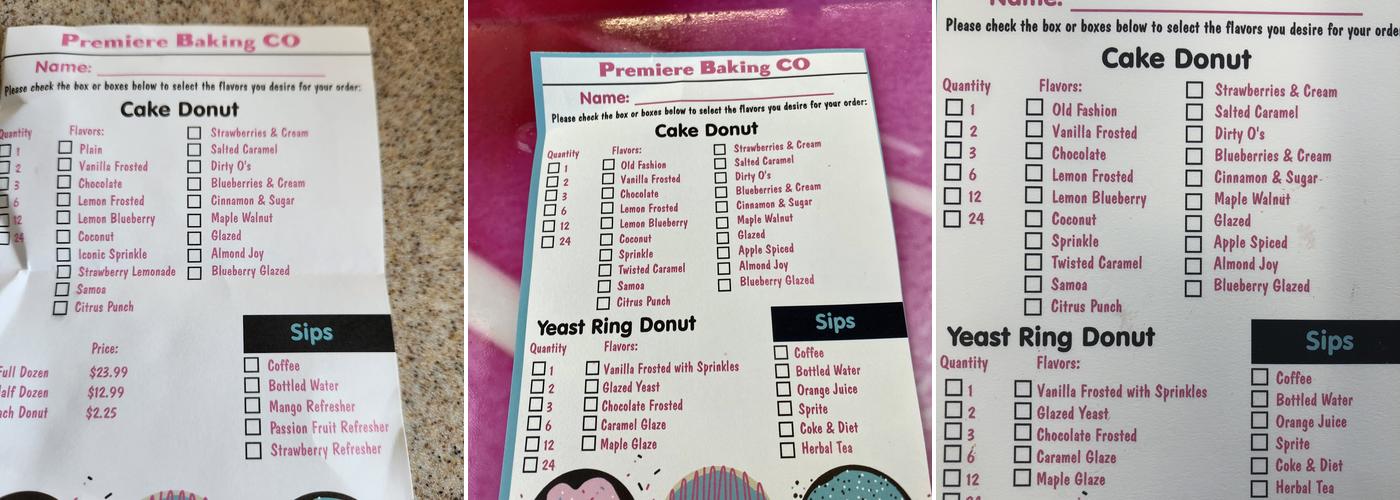 Premiere Baking CO
Name:
Please check the box or boxes below to select the flavors you desire for your order:
Cake Donut
Quantity
1
2
3
6
12
24
Flavors:
Plain
Vanilla Frosted
Chocolate
Lemon Frosted
Lemon Blueberry
Coconut
Iconic Sprinkle
Strawberry Lemonade
Samoa
Citrus Punch
Strawberries & Cream
Salted Caramel
Dirty O's
Blueberries & Cream
Cinnamon & Sugar
Maple Walnut
Glazed
Almond Joy
Blueberry Glazed
Price:
Full Dozen $23.99
Half Dozen $12.99
ach Donut $2.25
Sips
Coffee
Bottled Water
Mango Refresher
Passion Fruit Refresher
Strawberry Refresher
Premiere Baking CO
Name:
Please check the box or boxes below to select the flavors you desire for your order:
Cake Donut
Quantity
1
2
3
6
12
24
Flavors:
Old Fashion
Vanilla Frosted
Chocolate
Lemon Frosted
Lemon Blueberry
Coconut
Sprinkle
Twisted Caramel
Samoa
Citrus Punch
Strawberries & Cream
Salted Caramel
Dirty O's
Blueberries & Cream
Cinnamon & Sugar
Maple Walnut
Glazed
Apple Spiced
Almond Joy
Blueberry Glazed
Yeast Ring Donut
Quantity
1
2
3
6
12
24
Flavors:
Vanilla Frosted with Sprinkles
Glazed Yeast
Chocolate Frosted
Caramel Glaze
Maple Glaze
Sips
Coffee
Bottled Water
Orange Juice
Sprite
Coke & Diet
Herbal Tea
Name:
Please check the box or boxes below to select the flavors you desire for your orde
Cake Donut
Quantity
1
2
3
6
12
24
Flavors:
Old Fashion
Vanilla Frosted
Chocolate
Lemon Frosted
Lemon Blueberry
Coconut
Sprinkle
Twisted Caramel
Samoa
Citrus Punch
Strawberries & Cream
Salted Caramel
Dirty O's
Blueberries & Cream
Cinnamon & Sugar
Maple Walnut
Glazed
Apple Spiced
Almond Joy
Blueberry Glazed
Yeast Ring Donut
Quantity
1
2
3
6
12
24
Flavors:
Vanilla Frosted with Sprinkles
Glazed Yeast
Chocolate Frosted
Caramel Glaze
Maple Glaze
Sips
Coffee
Bottled Water
Orange Juice
Sprite
Coke & Diet
Herbal Tea